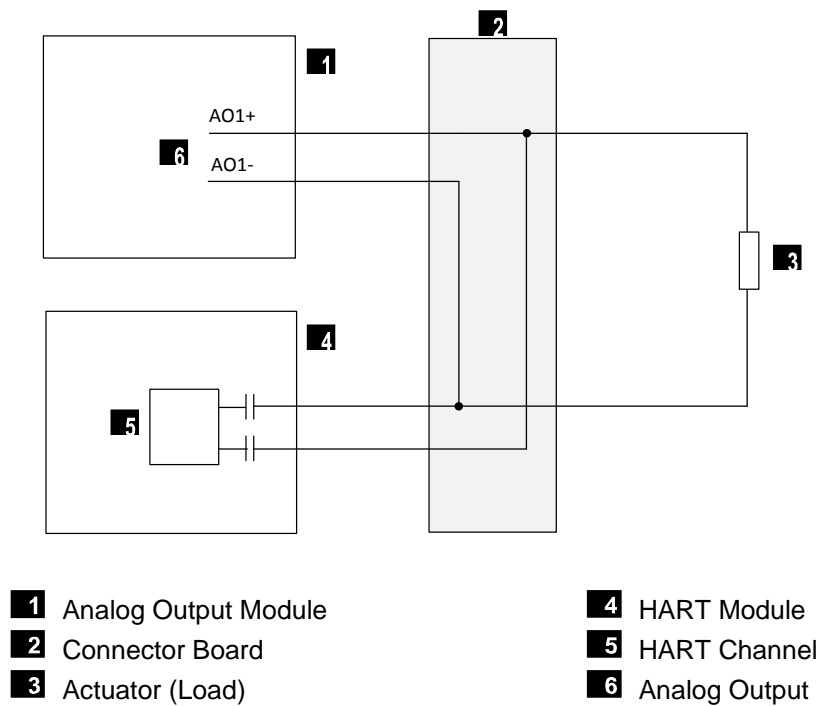 2
1
AO1+
6
AO1-
3
4
5
1 Analog Output Module
2 Connector Board
3 Actuator (Load)
4 HART Module
5 HART Channel
6 Analog Output